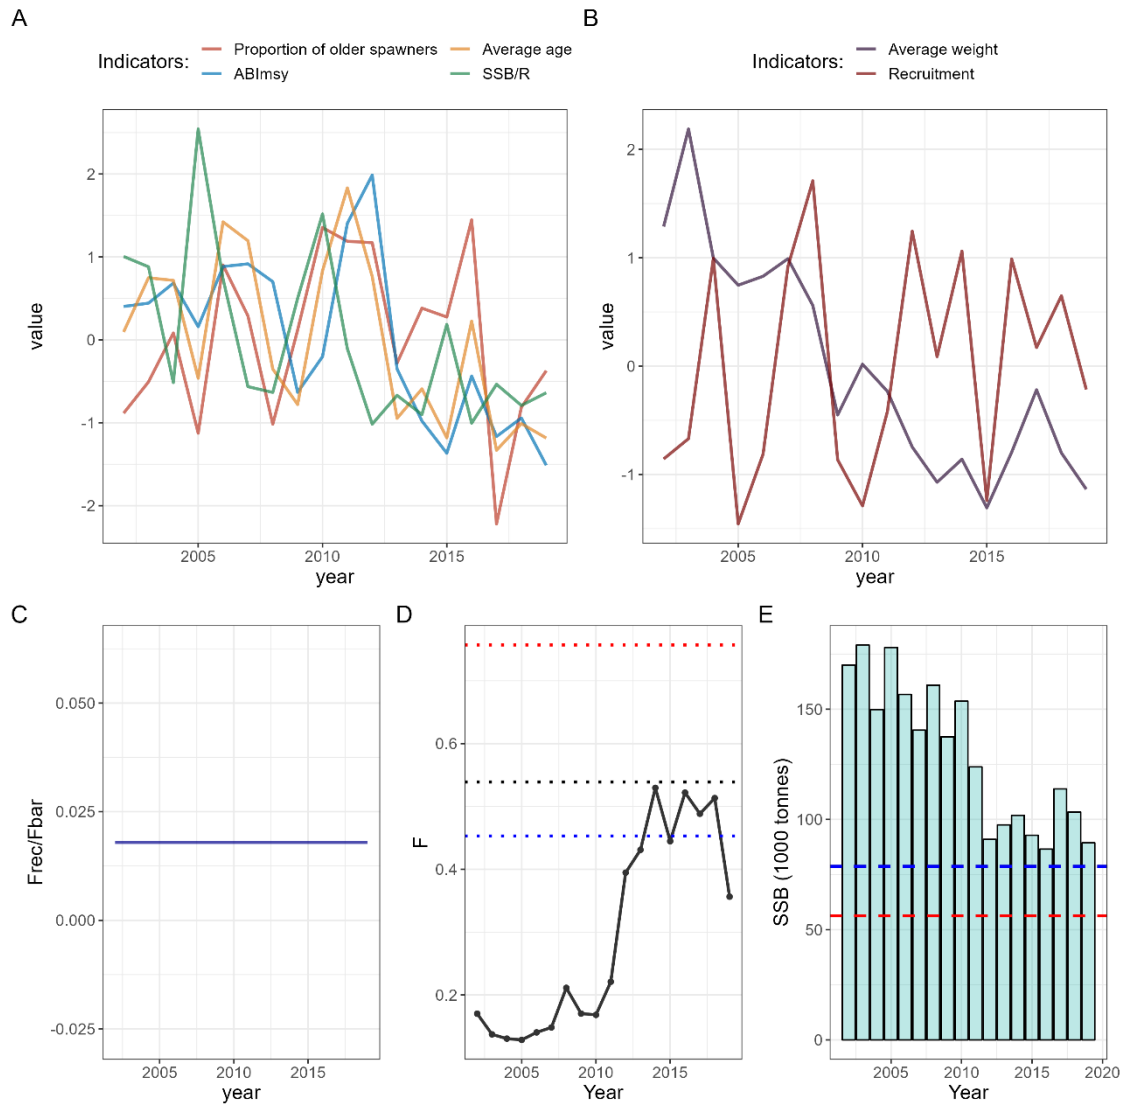 A
Indicators:
Proportion of older spawners
Average age
ABImsy
SSB/R
value
2
1
0
-1
-2
2005
2010
2015
year
B
Indicators:
Average weight
Recruitment
value
2
1
0
-1
2005
2010
2015
year
C
Frec/Fbar
0.050
0.025
0.000
-0.025
2005
2010
2015
year
D
F
0.6
0.4
0.2
2005
2010
2015
Year
E
SSB (1000 tonnes)
150
100
50
0
2005
2010
2015
2020
Year